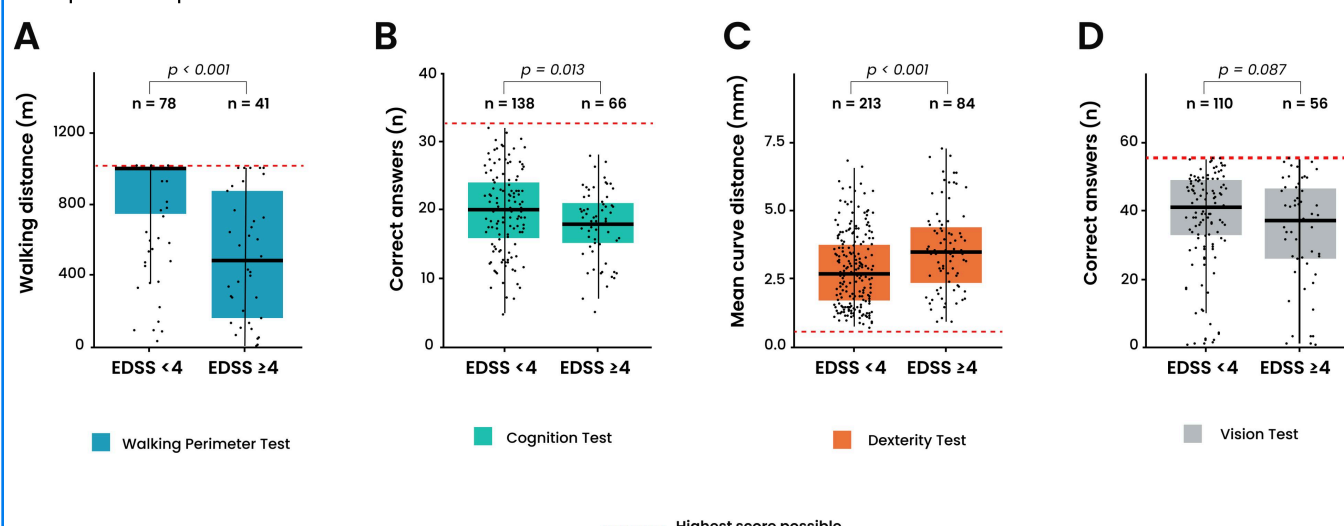 A
Walking distance (m)
p < 0.001
n = 78
n = 41
1200
800
400
0
EDSS <4
EDSS ≥4
Walking Perimeter Test
B
Correct answers (n)
p = 0.013
n = 138
n = 66
40
30
20
10
0
EDSS <4
EDSS ≥4
Cognition Test
C
Mean curve distance (mm)
p < 0.001
n = 213
n = 84
7.5
5.0
2.5
0.0
EDSS <4
EDSS ≥4
Dexterity Test
D
Correct answers (n)
p = 0.087
n = 110
n = 56
60
40
20
0
EDSS <4
EDSS ≥4
Vision Test
Highest score possible